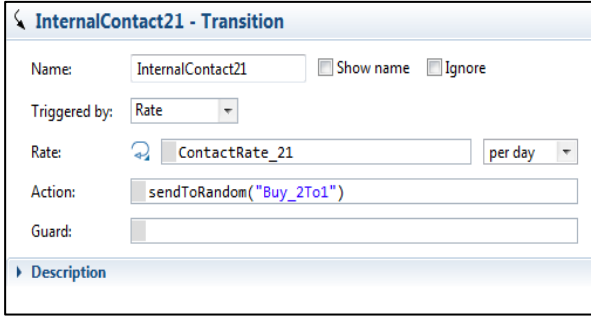 InternalContact21 - Transition
Name: InternalContact21 Show name Ignore
Triggered by: Rate
Rate: ContactRate_21 per day
Action: sendToRandom("Buy_2To1")
Guard:
Description